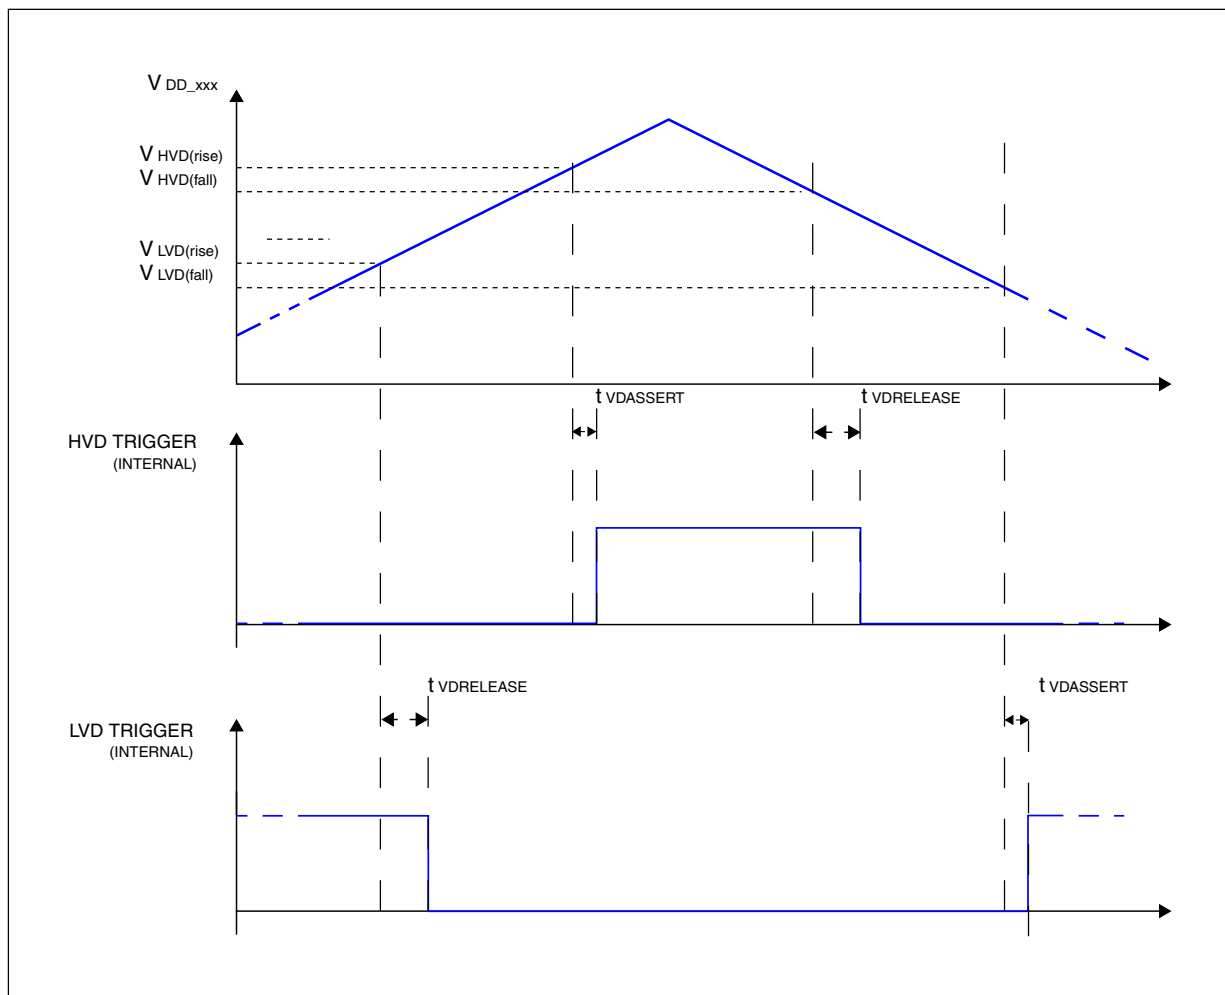 V DD_xxx
V HVD(rise)
V HVD(fall)
V LVD(rise)
V LVD(fall)
t VDASSERT
t VDRELEASE
HVD TRIGGER
(INTERNAL)
t VDRELEASE
t VDASSERT
LVD TRIGGER
(INTERNAL)